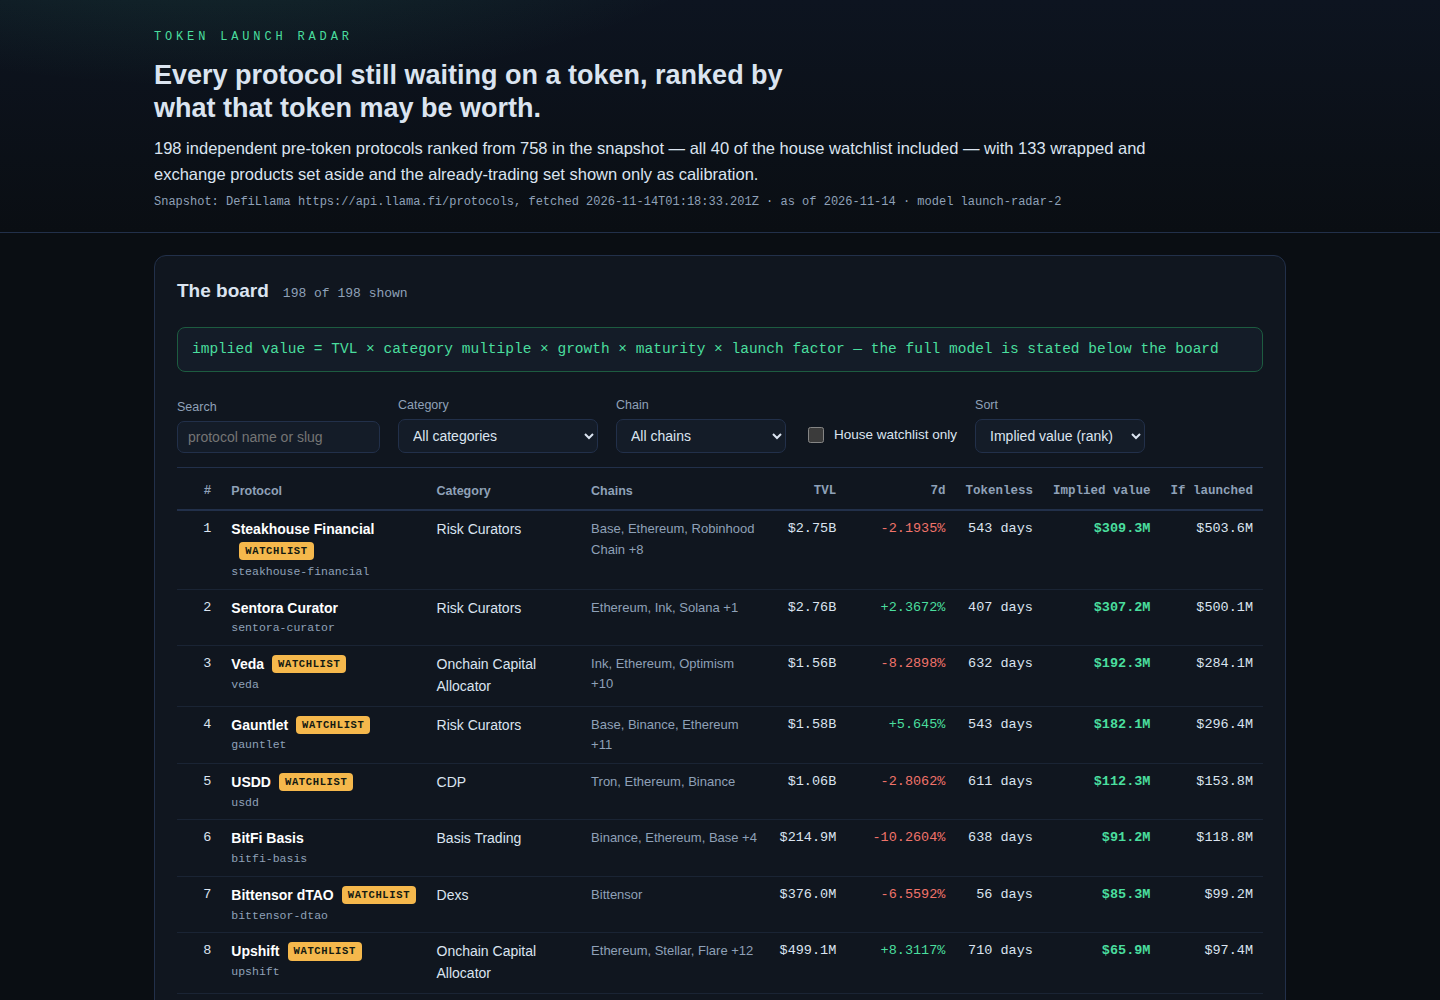 TOKEN LAUNCH RADAR
Every protocol still waiting on a token, ranked by
what that token may be worth.
198 independent pre-token protocols ranked from 758 in the snapshot — all 40 of the house watchlist included — with 133 wrapped and
exchange products set aside and the already-trading set shown only as calibration.
Snapshot: DefiLlama https://api.llama.fi/protocols, fetched 2026-11-14T01:18:33.201Z · as of 2026-11-14 · model launch-radar-2
The board 198 of 198 shown
implied value = TVL × category multiple × growth × maturity × launch factor — the full model is stated below the board
Search Category Chain Sort
protocol name or slug All categories All chains House watchlist only Implied value (rank)
# Protocol Category Chains TVL 7d Tokenless Implied value If launched
1 Steakhouse Financial Risk Curators Base, Ethereum, Robinhood $2.75B -2.1935% 543 days $309.3M $503.6M
WATCHLIST Chain +8
steakhouse-financial
2 Sentora Curator Risk Curators Ethereum, Ink, Solana +1 $2.76B +2.3672% 407 days $307.2M $500.1M
sentora-curator
3 Veda WATCHLIST Onchain Capital Ink, Ethereum, Optimism $1.56B -8.2898% 632 days $192.3M $284.1M
veda Allocator +10
4 Gauntlet WATCHLIST Risk Curators Base, Binance, Ethereum $1.58B +5.645% 543 days $182.1M $296.4M
gauntlet +11
5 USDD WATCHLIST CDP Tron, Ethereum, Binance $1.06B -2.8062% 611 days $112.3M $153.8M
usdd
6 BitFi Basis Basis Trading Binance, Ethereum, Base +4 $214.9M -10.2604% 638 days $91.2M $118.8M
bitfi-basis
7 Bittensor dTAO WATCHLIST Dexs Bittensor $376.0M -6.5592% 56 days $85.3M $99.2M
bittensor-dtao
8 Upshift WATCHLIST Onchain Capital Ethereum, Stellar, Flare +12 $499.1M +8.3117% 710 days $65.9M $97.4M
upshift Allocator